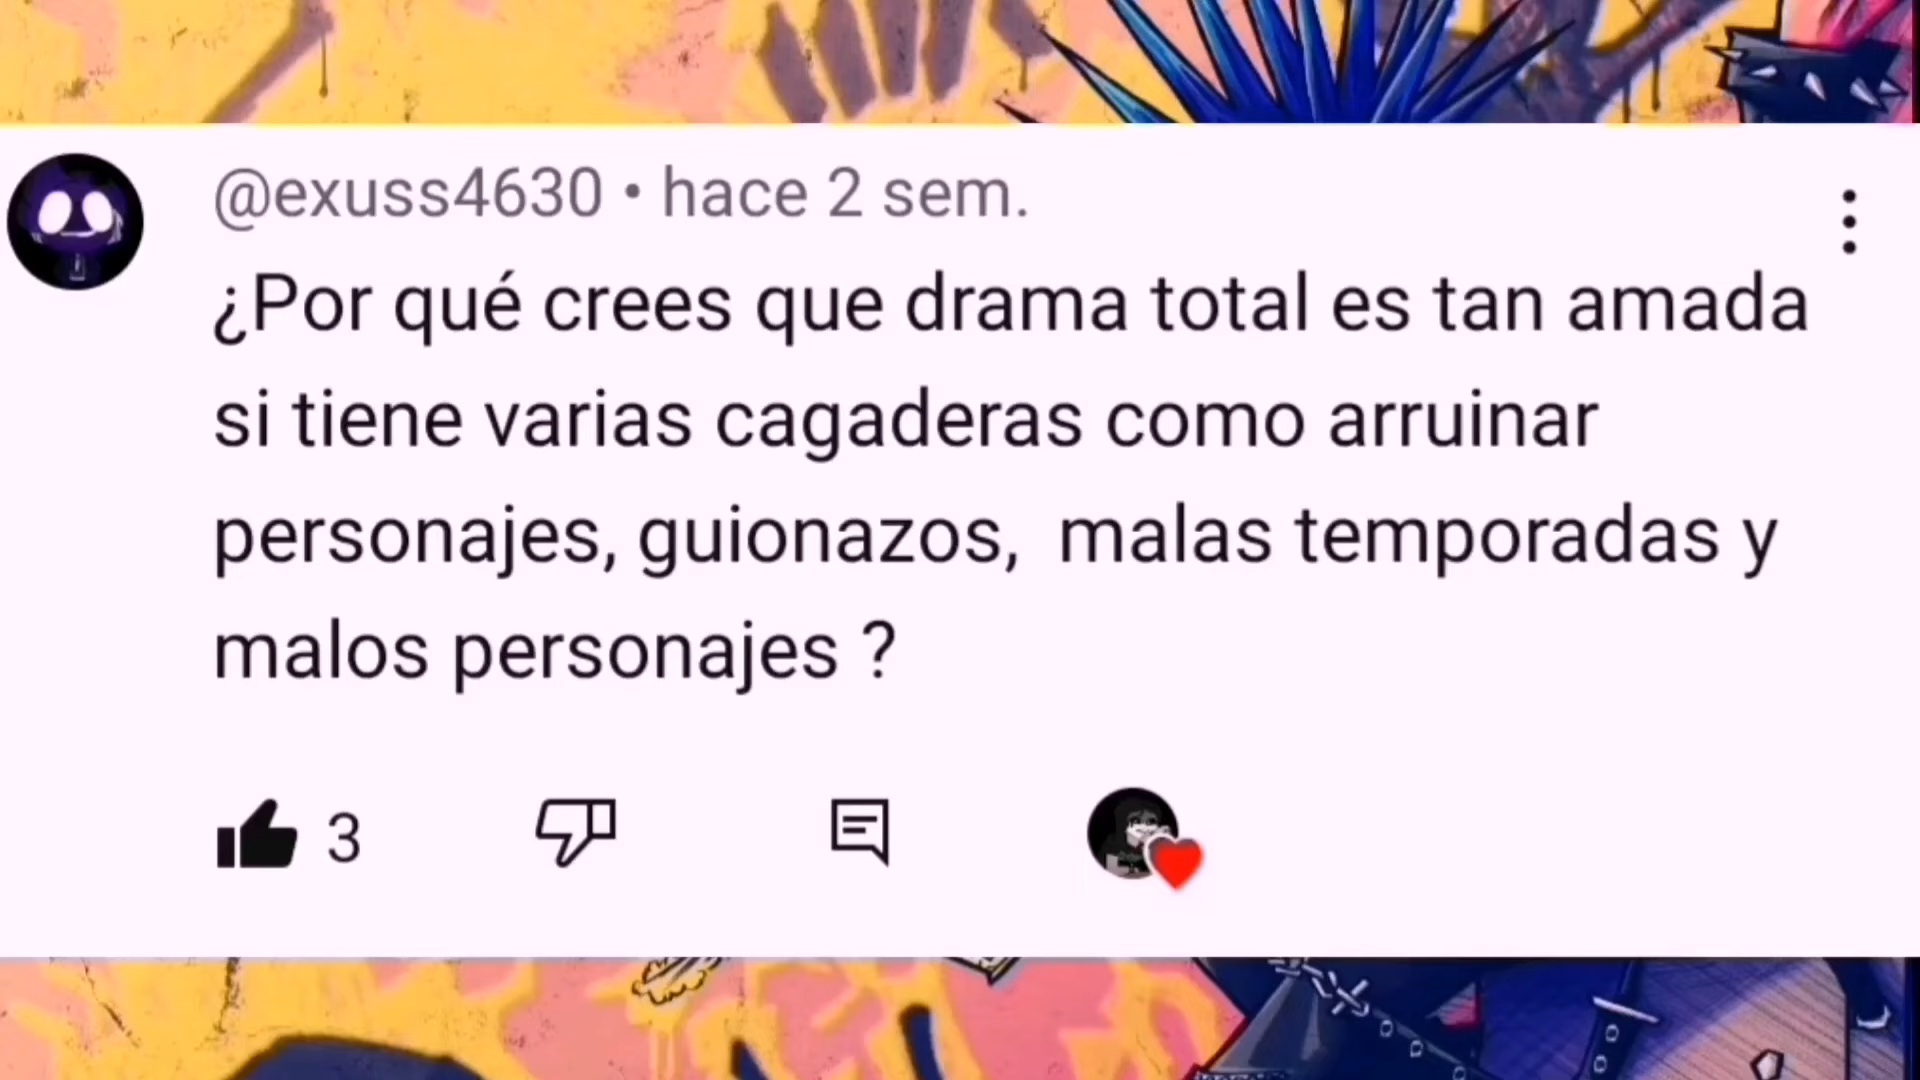 @exuss4630 • hace 2 sem.
¿Por qué crees que drama total es tan amada
si tiene varias cagaderas como arruinar
personajes, guionazos,  malas temporadas y
malos personajes ?
3